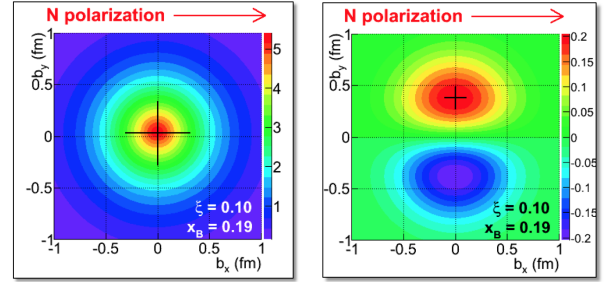 N polarization
b_y (fm)
1
0.5
0
-0.5
-1
-1 -0.5 0 0.5 1
b_x (fm)
ξ = 0.10
x_B = 0.19
5
4
3
2
1
N polarization
b_y (fm)
1
0.5
0
-0.5
-1
-1 -0.5 0 0.5 1
b_x (fm)
ξ = 0.10
x_B = 0.19
0.2
0.15
0.1
0.05
0
-0.05
-0.1
-0.15
-0.2